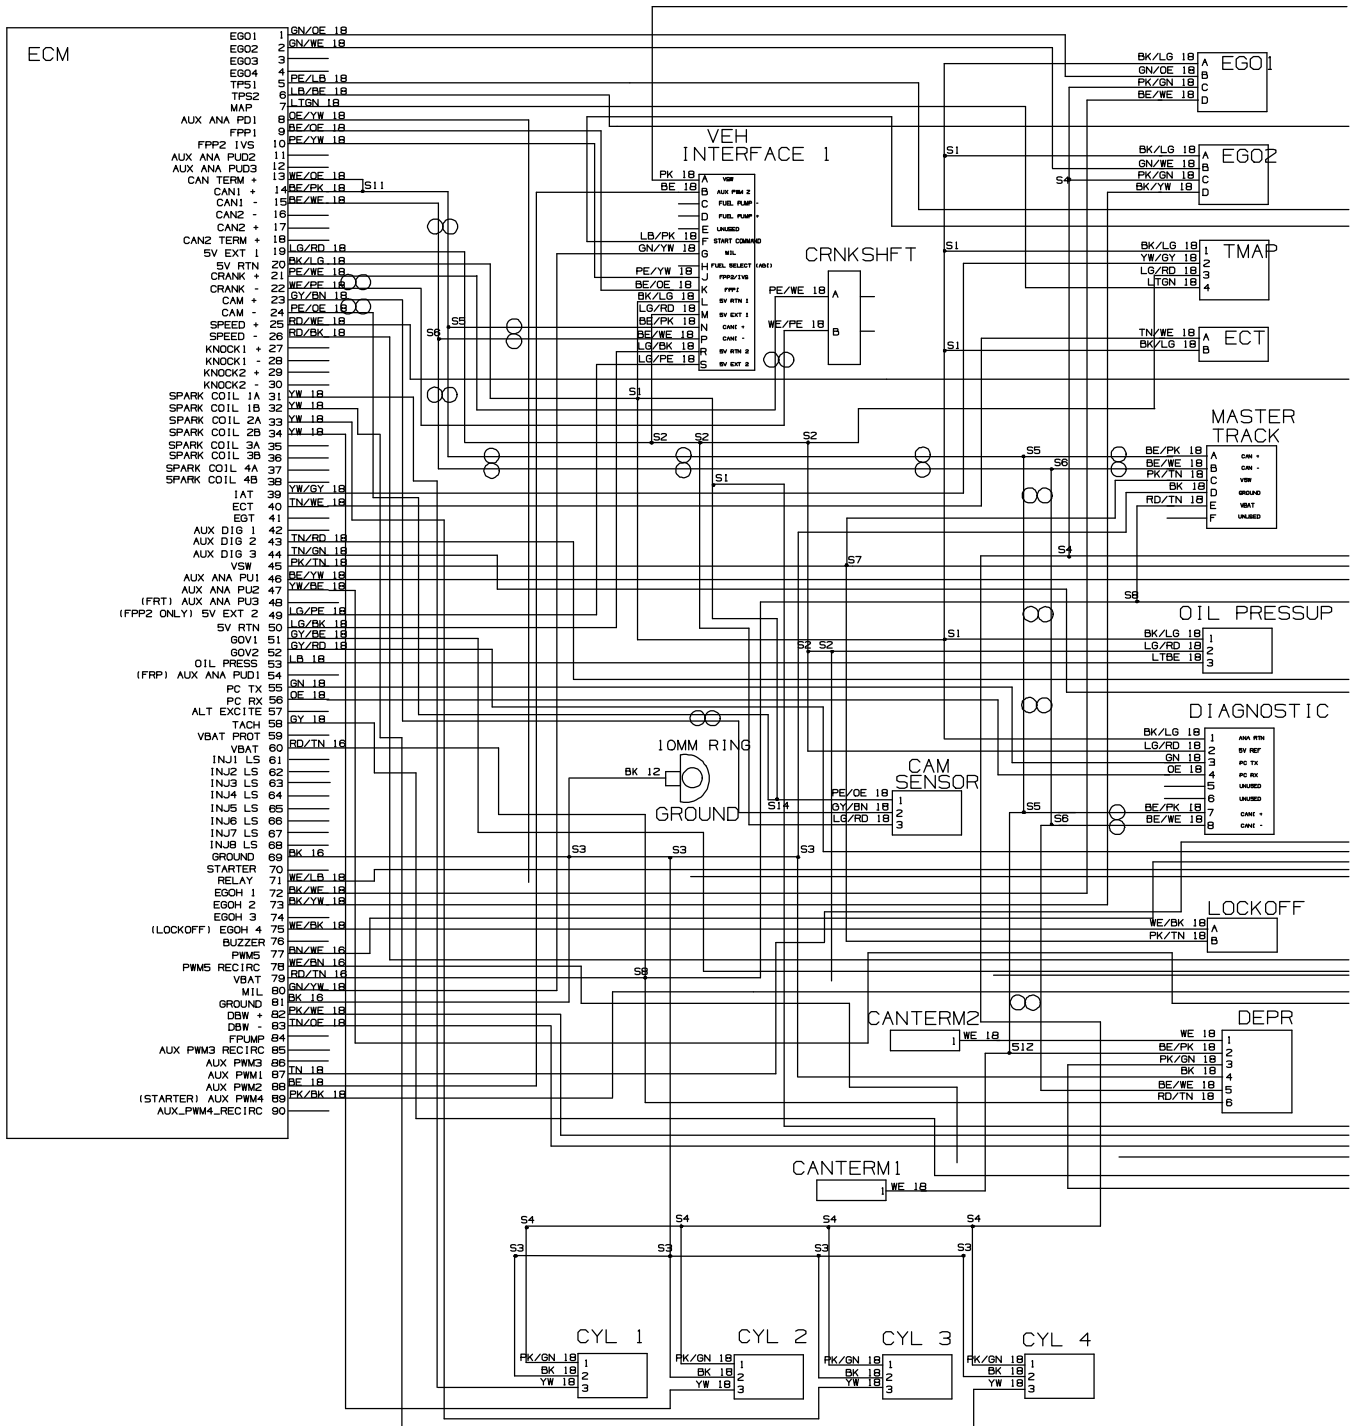 ECM
EGO1 1 GN/OE 18
EGO2 2 GN/WE 18
EGO3 3
EGO4 4
TPS1 5 PE/LB 18
TPS2 6 LB/BE 18
MAP 7 LTGN 18
AUX ANA PD1 8 OE/YW 18
FPP1 9 BE/OE 18
FPP2 IVS 10 PE/YW 18
AUX ANA PUD2 11
AUX ANA PUD3 12
CAN TERM + 13 WE/OE 18
CAN1 + 14 BE/PK 18
CAN1 - 15 BE/WE 18
CAN2 - 16
CAN2 + 17
CAN2 TERM + 18
5V EXT 1 19 LG/RD 18
5V RTN 20 BK/LG 18
CRANK + 21 PE/WE 18
CRANK - 22 WE/PE 18
CAM + 23 GY/BN 18
CAM - 24 PE/OE 18
SPEED + 25 RD/WE 18
SPEED - 26 RD/BK 18
KNOCK1 + 27
KNOCK1 - 28
KNOCK2 + 29
KNOCK2 - 30
SPARK COIL 1A 31 YW 18
SPARK COIL 1B 32 YW 18
SPARK COIL 2A 33 YW 18
SPARK COIL 2B 34 YW 18
SPARK COIL 3A 35
SPARK COIL 3B 36
SPARK COIL 4A 37
SPARK COIL 4B 38
IAT 39 YW/GY 18
ECT 40 TN/WE 18
EGT 41
AUX DIG 1 42
AUX DIG 2 43 TN/RD 18
AUX DIG 3 44 TN/GN 18
VSW 45 PK/TN 18
AUX ANA PU1 46 BE/YW 18
AUX ANA PU2 47 YW/BE 18
(FRT) AUX ANA PU3 48
(FPP2 ONLY) 5V EXT 2 49 LG/PE 18
5V RTN 50 LG/BK 18
GOV1 51 GY/BE 18
GOV2 52 GY/RD 18
OIL PRESS 53 LB 18
(FRP) AUX ANA PUD1 54
PC TX 55 GN 18
PC RX 56 OE 18
ALT EXCITE 57
TACH 58 GY 18
VBAT PROT 59
VBAT 60 RD/TN 16
INJ1 LS 61
INJ2 LS 62
INJ3 LS 63
INJ4 LS 64
INJ5 LS 65
INJ6 LS 66
INJ7 LS 67
INJ8 LS 68
GROUND 69 BK 16
STARTER 70
RELAY 71 WE/LB 18
EGOH 1 72 BK/WE 18
EGOH 2 73 BK/YW 18
EGOH 3 74
(LOCKOFF) EGOH 4 75 WE/BK 18
BUZZER 76
PWM5 77 BN/WE 16
PWM5 RECIRC 78 WE/BN 16
VBAT 79 RD/TN 16
MIL 80 GN/YW 18
GROUND 81 BK 16
DBW + 82 PK/WE 18
DBW - 83 TN/OE 18
FPUMP 84
AUX PWM3 RECIRC 85
AUX PWM3 86
AUX PWM1 87 TN 18
AUX PWM2 88 BE 18
(STARTER) AUX PWM4 89 PK/BK 18
AUX_PWM4_RECIRC 90
S11
S5
S6
VEH
INTERFACE 1
PK 18 A VSW
BE 18 B AUX PWM 2
C FUEL PUMP -
D FUEL PUMP +
E UNUSED
LB/PK 18 F START COMMAND
GN/YW 18 G MIL
H FUEL SELECT
PE/YW 18 J FPP2/IVS
BE/OE 18 K FPP1
BK/LG 18 L 5V RTN 1
LG/RD 18 M 5V EXT 1
BE/PK 18 N CAN1 +
BE/WE 18 P CAN1 -
LG/BK 18 R 5V RTN 2
LG/PE 18 S 5V EXT 2
CRNKSHFT
PE/WE 18 A
WE/PE 18 B
S1
S2
S2
S2
S1
S7
S2
S2
EGO1
BK/LG 18 A
GN/OE 18 B
PK/GN 18 C
BE/WE 18 D
EGO2
S1
S4
BK/LG 18 A
GN/WE 18 B
PK/GN 18 C
BK/YW 18 D
TMAP
S1
BK/LG 18 1
YW/GY 18 2
LG/RD 18 3
LTGN 18 4
ECT
S1
TN/WE 18 A
BK/LG 18 B
MASTER
TRACK
S5
S6
BE/PK 18 A CAN +
BE/WE 18 B CAN -
PK/TN 18 C VSW
BK 18 D GROUND
RD/TN 18 E VBAT
F UNUSED
S4
S8
OIL PRESSUP
S1
BK/LG 18 1
LG/RD 18 2
LTBE 18 3
DIAGNOSTIC
BK/LG 18 1 ANA RTN
LG/RD 18 2 5V REF
GN 18 3 PC TX
OE 18 4 PC RX
5 UNUSED
6 UNUSED
S5
BE/PK 18 7 CAN1 +
S6
BE/WE 18 8 CAN1 -
10MM RING
BK 12
GROUND
CAM
SENSOR
S14
PE/OE 18 1
GY/BN 18 2
LG/RD 18 3
S3
S3
S3
S8
LOCKOFF
WE/BK 18 A
PK/TN 18 B
CANTERM2
1 WE 18
S12
DEPR
WE 18 1
BE/PK 18 2
PK/GN 18 3
BK 18 4
BE/WE 18 5
RD/TN 18 6
CANTERM1
1 WE 18
S4
S4
S4
S4
S3
S3
S3
S3
CYL 1
PK/GN 18 1
BK 18 2
YW 18 3
CYL 2
PK/GN 18 1
BK 18 2
YW 18 3
CYL 3
PK/GN 18 1
BK 18 2
YW 18 3
CYL 4
PK/GN 18 1
BK 18 2
YW 18 3